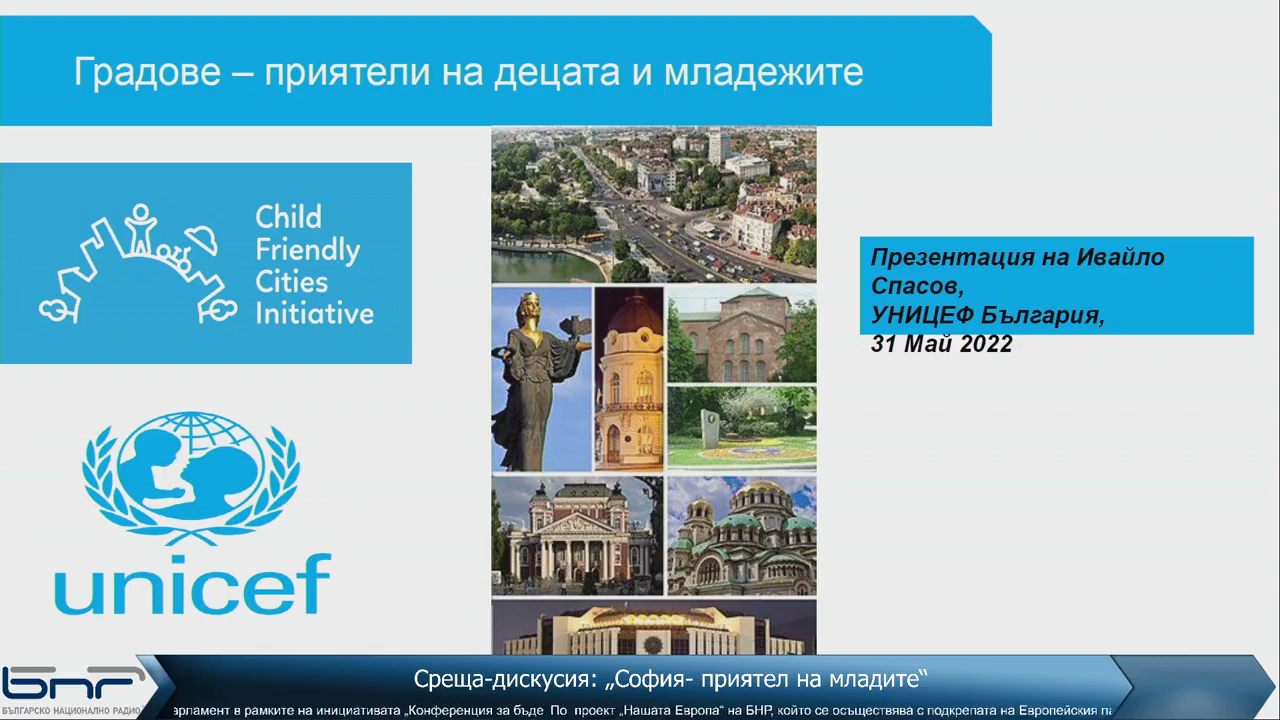 Градове – приятели на децата и младежите
Child
Friendly
Cities
Initiative
Презентация на Ивайло
Спасов,
УНИЦЕФ България,
31 Май 2022
unicef
Среща-дискусия: „София- приятел на младите“
БНР
БЪЛГАРСКО НАЦИОНАЛНО РАДИО
арламент в рамките на инициативата „Конференция за бъде По проект „Нашата Европа“ на БНР, който се осъществява с подкрепата на Европейския па